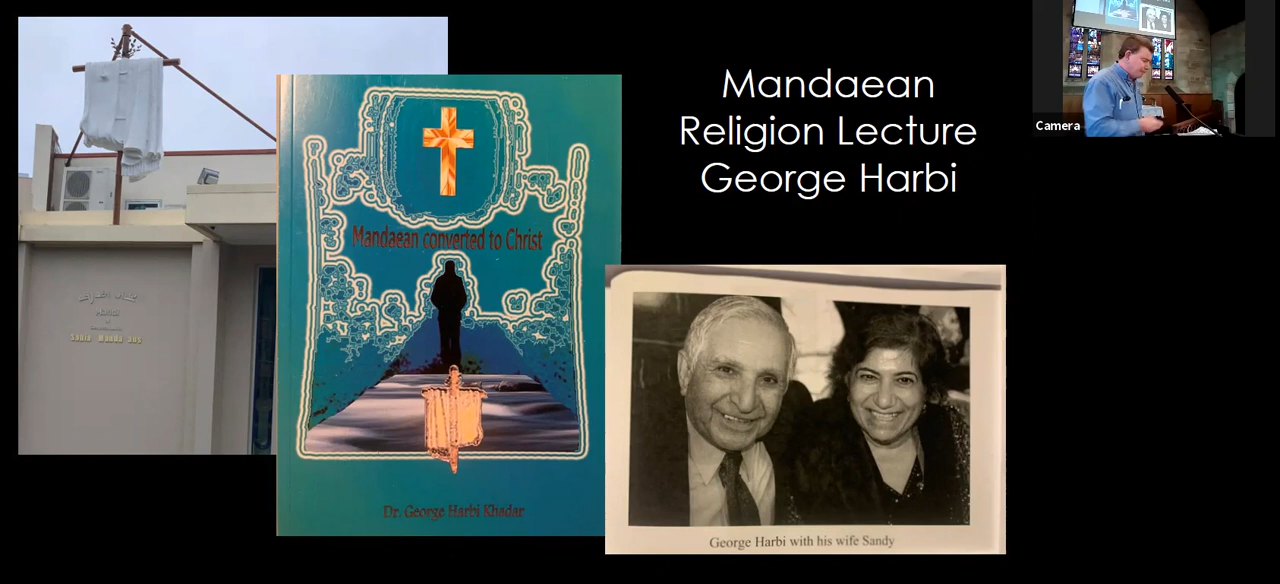 Mandaean
Religion Lecture
George Harbi
Camera
Mandaean converted to Christ
Dr. George Harbi Khadar
George Harbi with his wife Sandy